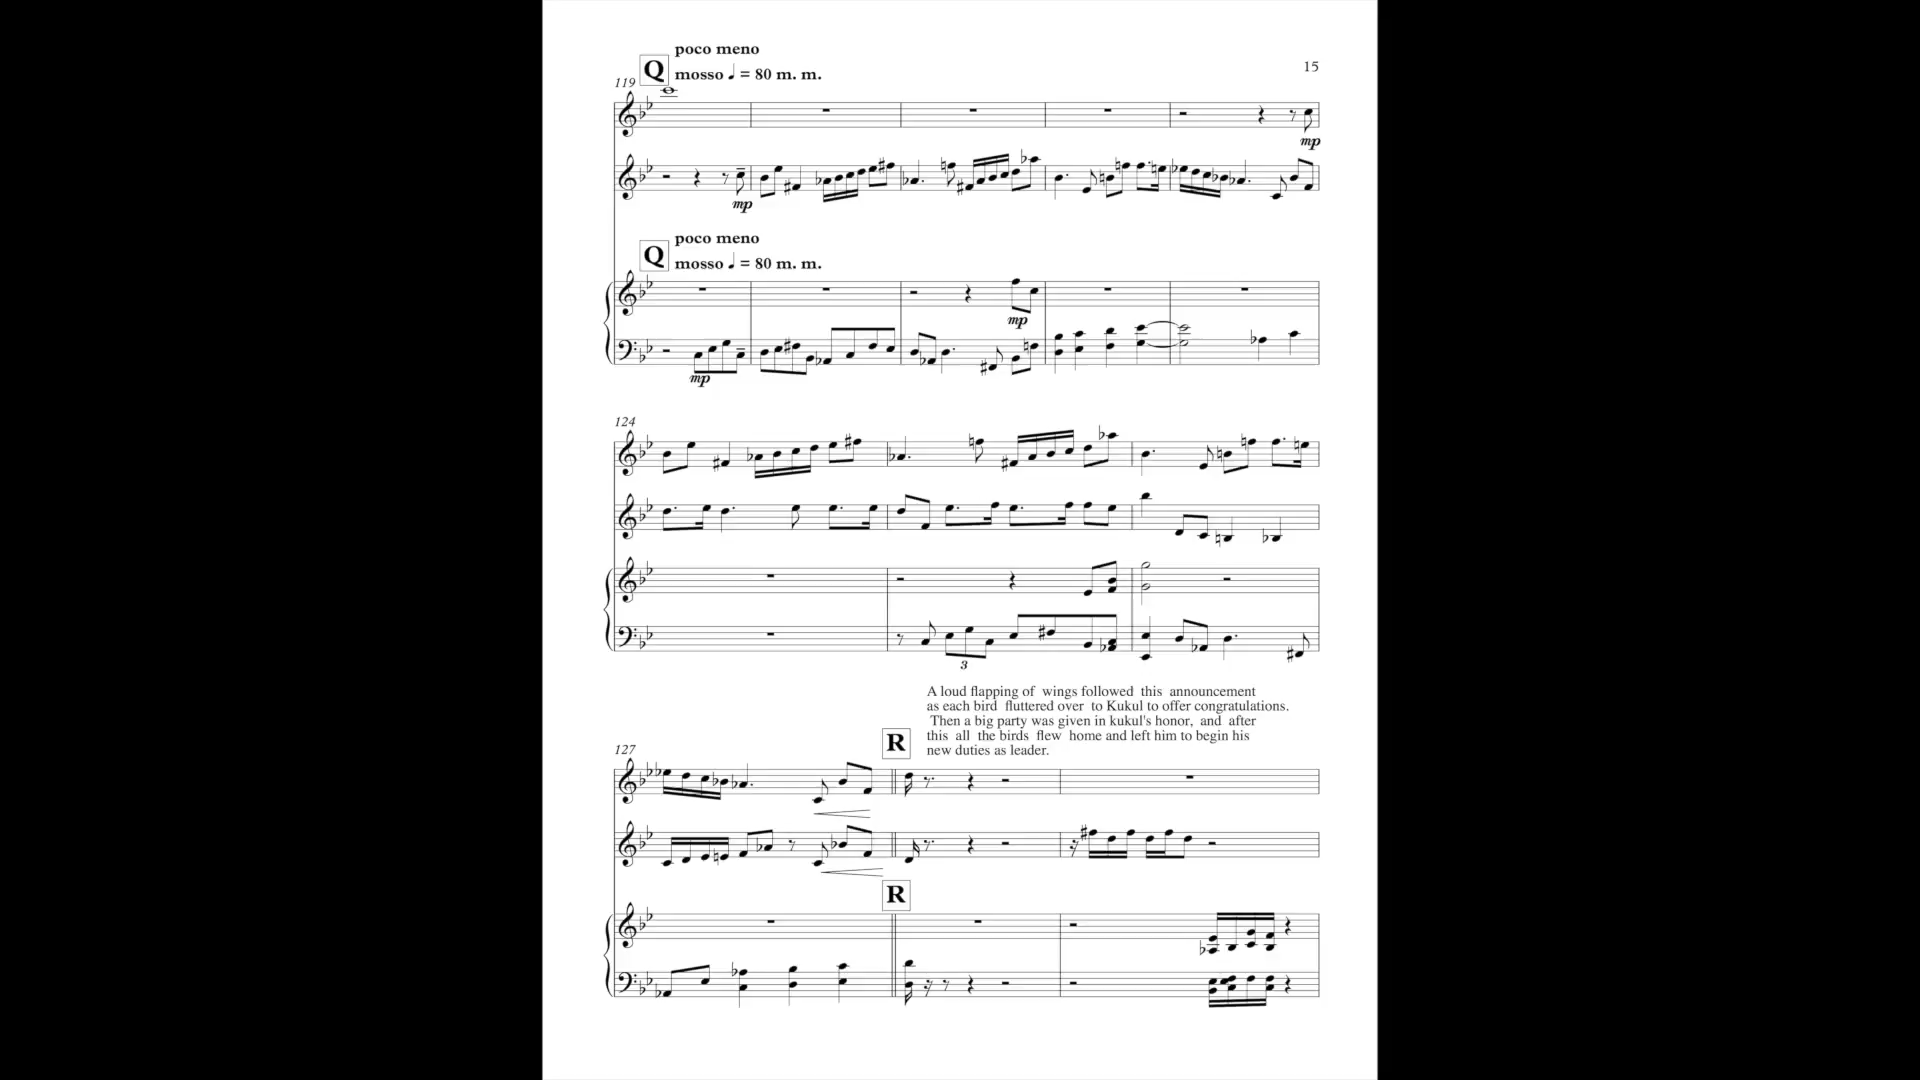 poco meno
Q mosso ♩ = 80 m. m.
15
119
mp
mp
poco meno
Q mosso ♩ = 80 m. m.
mp
mp
124
3
A loud flapping of wings followed this announcement
as each bird fluttered over to Kukul to offer congratulations.
Then a big party was given in kukul's honor, and after
this all the birds flew home and left him to begin his
new duties as leader.
R
127
R